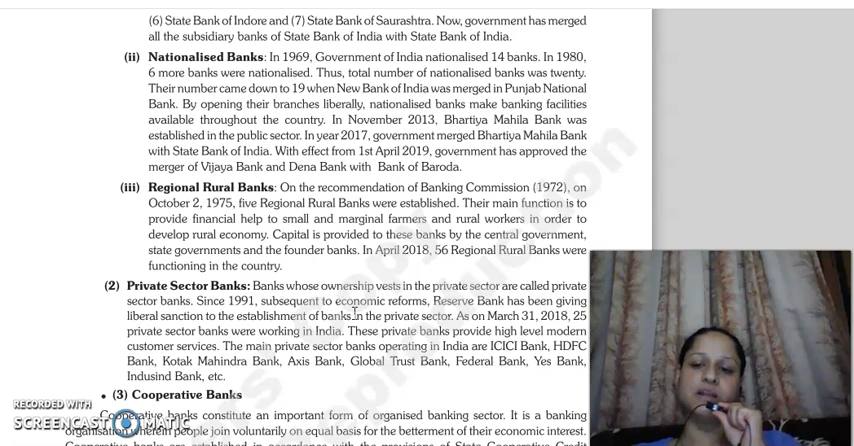 (6) State Bank of Indore and (7) State Bank of Saurashtra. Now, government has merged
all the subsidiary banks of State Bank of India with State Bank of India.
(ii) Nationalised Banks: In 1969, Government of India nationalised 14 banks. In 1980,
6 more banks were nationalised. Thus, total number of nationalised banks was twenty.
Their number came down to 19 when New Bank of India was merged in Punjab National
Bank. By opening their branches liberally, nationalised banks make banking facilities
available throughout the country. In November 2013, Bhartiya Mahila Bank was
established in the public sector. In year 2017, government merged Bhartiya Mahila Bank
with State Bank of India. With effect from 1st April 2019, government has approved the
merger of Vijaya Bank and Dena Bank with Bank of Baroda.
(iii) Regional Rural Banks: On the recommendation of Banking Commission (1972), on
October 2, 1975, five Regional Rural Banks were established. Their main function is to
provide financial help to small and marginal farmers and rural workers in order to
develop rural economy. Capital is provided to these banks by the central government,
state governments and the founder banks. In April 2018, 56 Regional Rural Banks were
functioning in the country.
(2) Private Sector Banks: Banks whose ownership vests in the private sector are called private
sector banks. Since 1991, subsequent to economic reforms, Reserve Bank has been giving
liberal sanction to the establishment of banks in the private sector. As on March 31, 2018, 25
private sector banks were working in India. These private banks provide high level modern
customer services. The main private sector banks operating in India are ICICI Bank, HDFC
Bank, Kotak Mahindra Bank, Axis Bank, Global Trust Bank, Federal Bank, Yes Bank,
Indusind Bank, etc.
• (3) Cooperative Banks
Cooperative banks constitute an important form of organised banking sector. It is a banking
organisation wherein people join voluntarily on equal basis for the betterment of their economic interest.
Cooperative banks are established in accordance with the provisions of State Cooperative Credit
RECORDED WITH
SCREENCAST MATIC